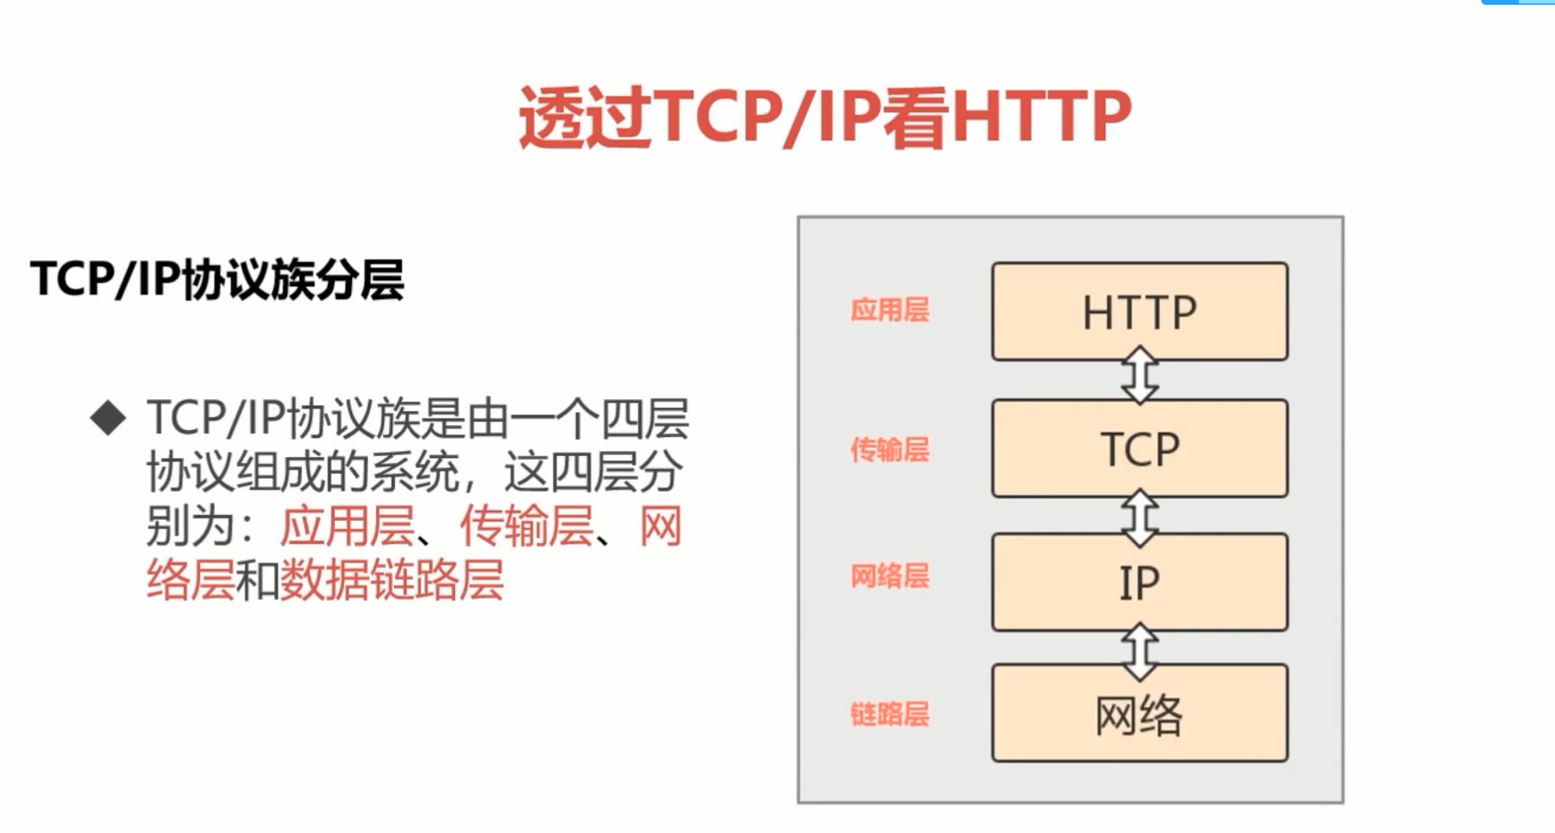 透过TCP/IP看HTTP
TCP/IP协议族分层
TCP/IP协议族是由一个四层
协议组成的系统，这四层分
别为：应用层、传输层、网
络层和数据链路层
应用层
HTTP
传输层
TCP
网络层
IP
链路层
网络